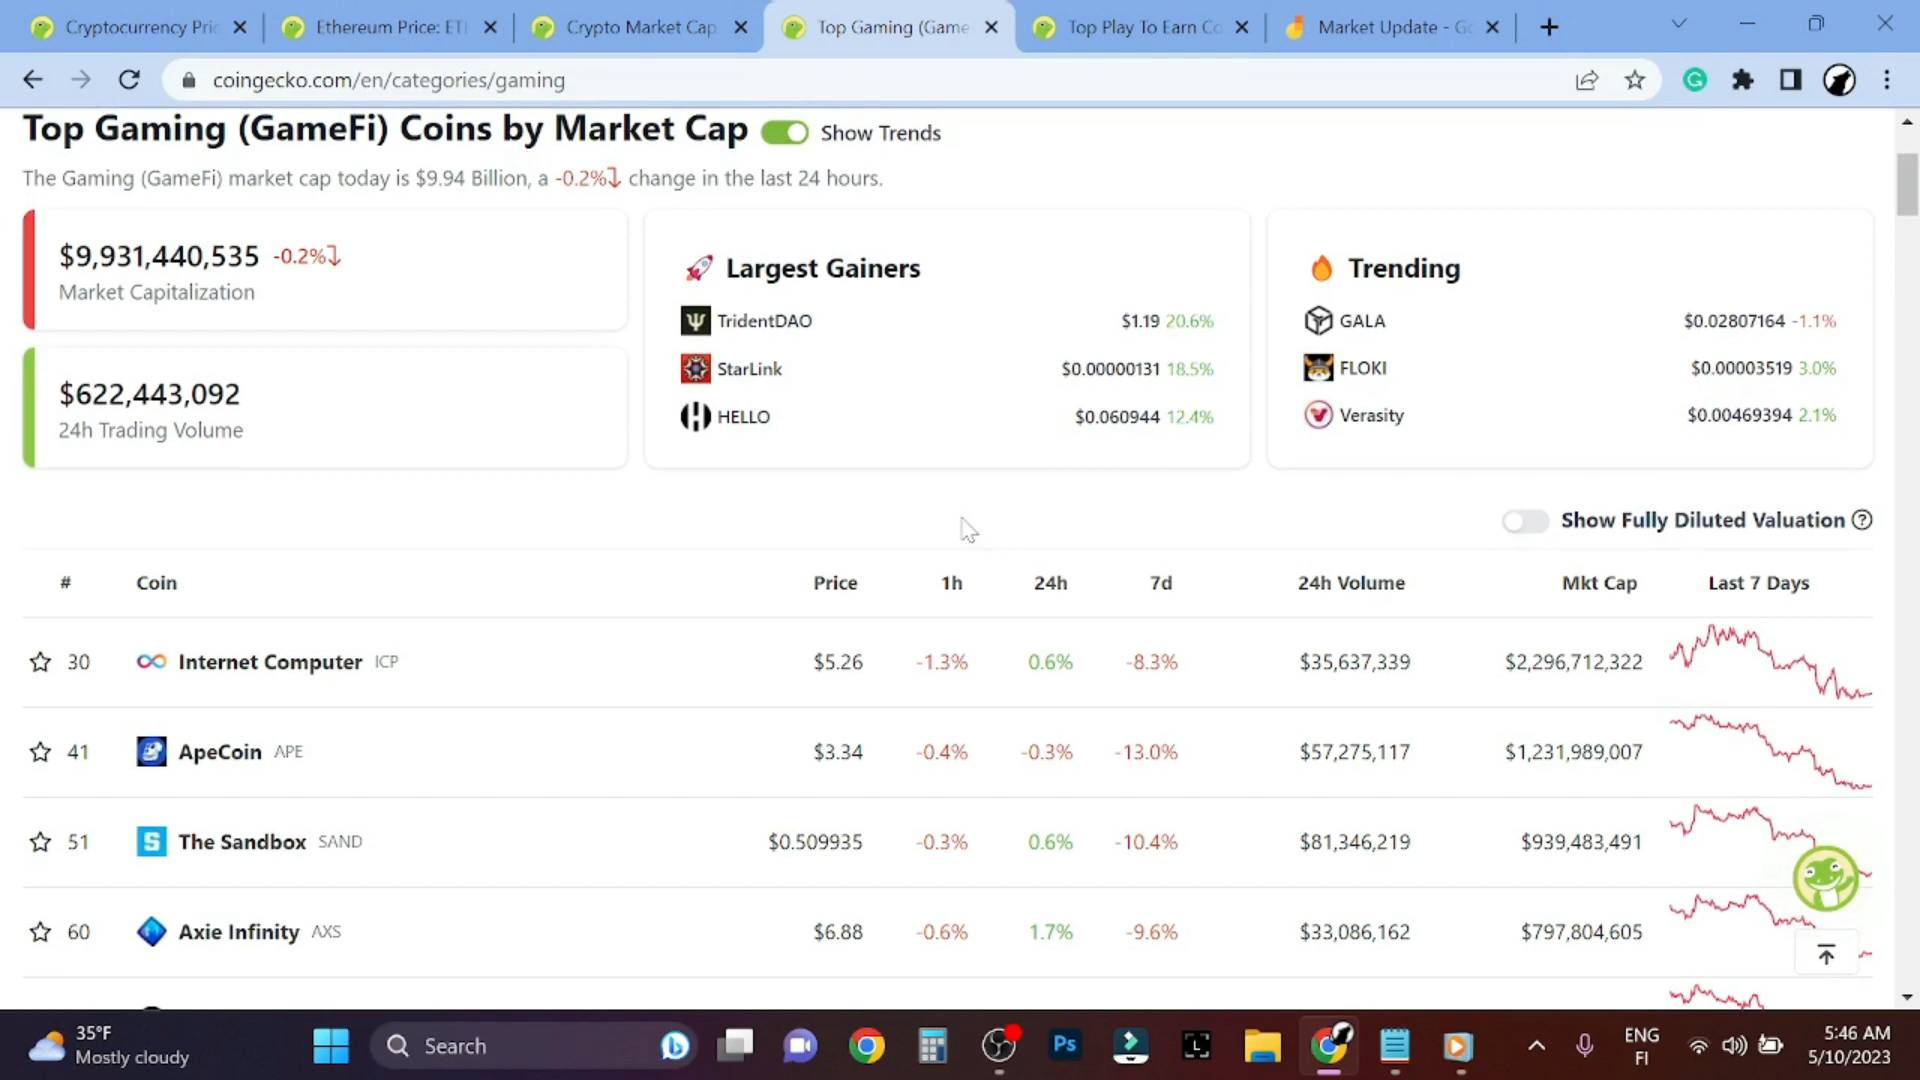 Cryptocurrency Pric
Ethereum Price: ETH
Crypto Market Cap
Top Gaming (Game
Top Play To Earn Co
Market Update - Go
coingecko.com/en/categories/gaming
Top Gaming (GameFi) Coins by Market Cap
Show Trends
The Gaming (GameFi) market cap today is $9.94 Billion, a -0.2% change in the last 24 hours.
$9,931,440,535 -0.2%
Market Capitalization
$622,443,092
24h Trading Volume
Largest Gainers
TridentDAO $1.19 20.6%
StarLink $0.00000131 18.5%
HELLO $0.060944 12.4%
Trending
GALA $0.02807164 -1.1%
FLOKI $0.00003519 3.0%
Verasity $0.00469394 2.1%
Show Fully Diluted Valuation ?
# Coin Price 1h 24h 7d 24h Volume Mkt Cap Last 7 Days
30 Internet Computer ICP $5.26 -1.3% 0.6% -8.3% $35,637,339 $2,296,712,322
41 ApeCoin APE $3.34 -0.4% -0.3% -13.0% $57,275,117 $1,231,989,007
51 The Sandbox SAND $0.509935 -0.3% 0.6% -10.4% $81,346,219 $939,483,491
60 Axie Infinity AXS $6.88 -0.6% 1.7% -9.6% $33,086,162 $797,804,605
35°F
Mostly cloudy
Search
Ps
L
ENG
FI
5:46 AM
5/10/2023